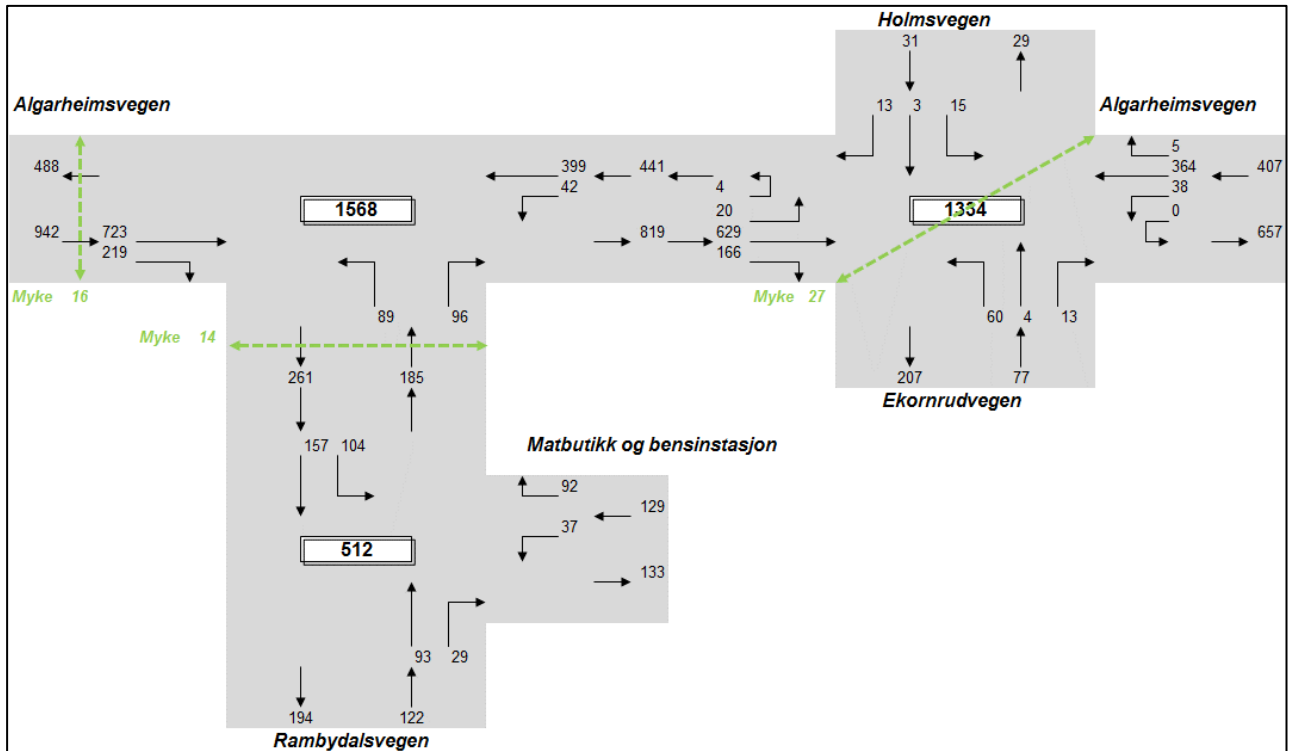 Holmsvegen
31 29
Algarheimsvegen
Algarheimsvegen
13 3 15
5
488
399 441
364 407
42
4
38
1568
20
1334
0
942 723
819 629
657
219
166
Myke 16
Myke 27
89 96
60 4 13
Myke 14
261 185
207 77
Ekornrudvegen
157 104
Matbutikk og bensinstasjon
92
129
37
512
133
93 29
194 122
Rambydalsvegen